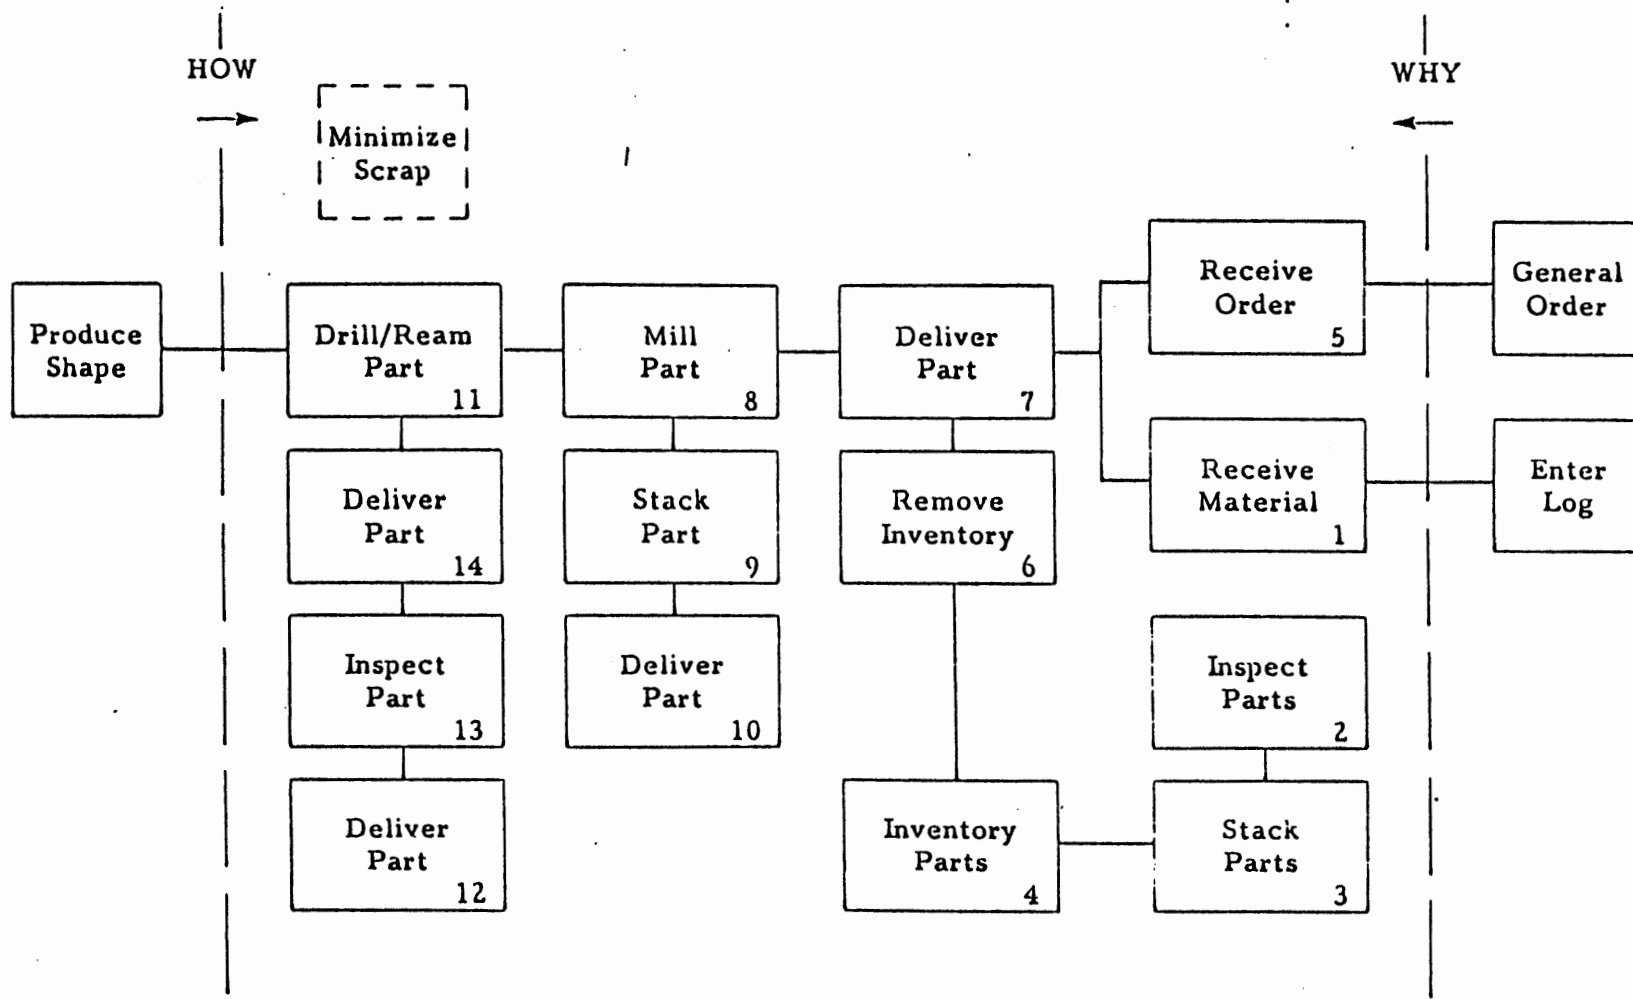 HOW
WHY
Minimize
Scrap
Produce
Shape
Drill/Ream
Part
11
Mill
Part
8
Deliver
Part
7
Receive
Order
5
General
Order
Receive
Material
1
Enter
Log
Deliver
Part
14
Stack
Part
9
Remove
Inventory
6
Inspect
Part
13
Deliver
Part
10
Inspect
Parts
2
Deliver
Part
12
Inventory
Parts
4
Stack
Parts
3